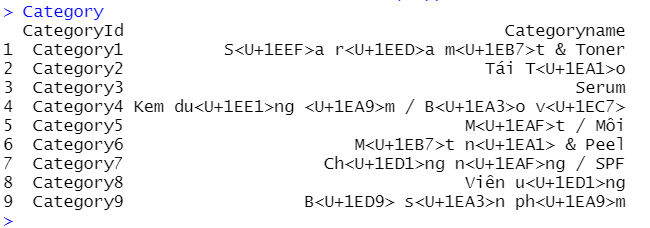 > Category
CategoryId Categoryname
1 Category1 S<U+1EEF>a r<U+1EED>a m<U+1EB7>t & Toner
2 Category2 Tái T<U+1EA1>o
3 Category3 Serum
4 Category4 Kem du<U+1EE1>ng <U+1EA9>m / B<U+1EA3>o v<U+1EC7>
5 Category5 M<U+1EAF>t / Môi
6 Category6 M<U+1EB7>t n<U+1EA1> & Peel
7 Category7 Ch<U+1ED1>ng n<U+1EAF>ng / SPF
8 Category8 Viên u<U+1ED1>ng
9 Category9 B<U+1ED9> s<U+1EA3>n ph<U+1EA9>m
>